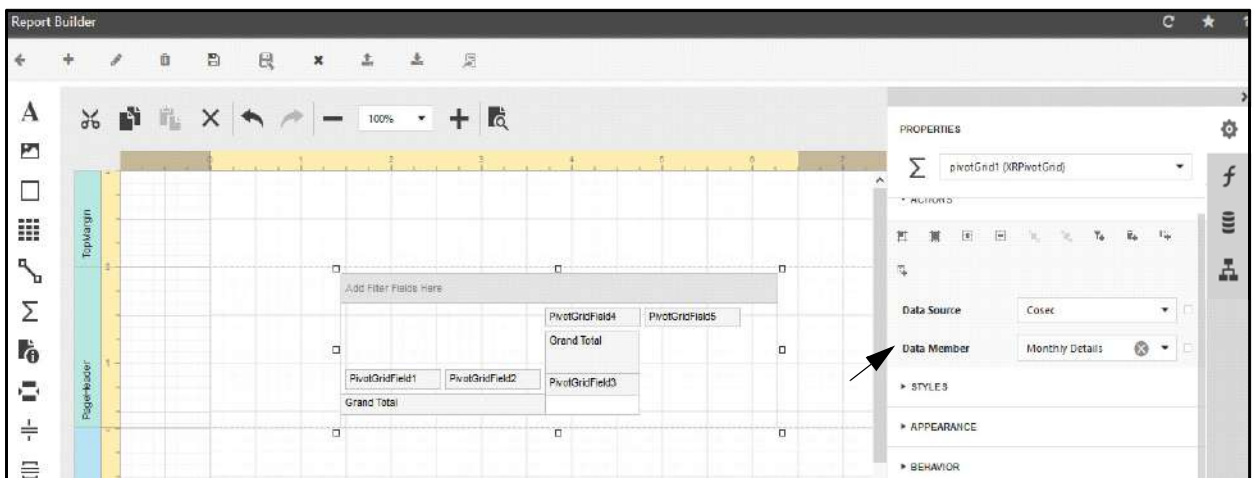 Report Builder
100%
PROPERTIES
pivotGrid1 (XRPivotGrid)
ACTIONS
TopMargin
Add Filter Fields Here
PivotGridField4 PivotGridField5
Data Source Cosec
Grand Total
Data Member Monthly Details
PageHeader
PivotGridField1 PivotGridField2 PivotGridField3
STYLES
Grand Total
APPEARANCE
BEHAVIOR